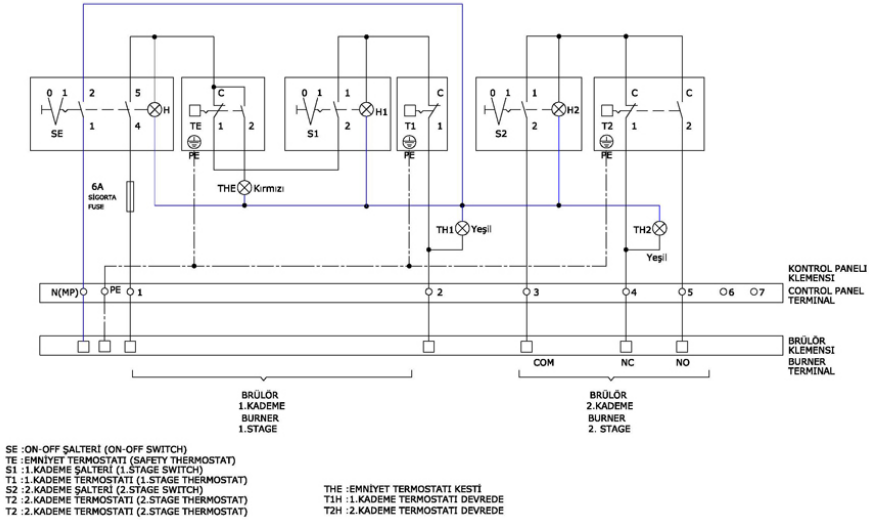 0 1 2 5
H
SE 1 4
C
TE 1 2
PE
0 1 1
H1
S1 2
C
T1 1
PE
0 1 1
H2
S2 2
C C
T2 1 2
PE
6A
SİGORTA
FUSE
THE Kırmızı
TH1 Yeşil
TH2
Yeşil
KONTROL PANELİ
KLEMENSI
N(MP) PE 1 2 3 4 5 6 7 CONTROL PANEL
TERMINAL
BRÜLÖR
KLEMENSI
BURNER
TERMINAL
COM NC NO
BRÜLÖR
1.KADEME
BURNER
1.STAGE
BRÜLÖR
2.KADEME
BURNER
2. STAGE
SE :ON-OFF ŞALTERİ (ON-OFF SWITCH)
TE :EMNİYET TERMOSTATI (SAFETY THERMOSTAT)
S1 :1.KADEME ŞALTERİ (1.STAGE SWITCH)
T1 :1.KADEME TERMOSTATI (1.STAGE THERMOSTAT)
S2 :2.KADEME ŞALTERİ (2.STAGE SWITCH)
T2 :2.KADEME TERMOSTATI (2.STAGE THERMOSTAT)
T2 :2.KADEME TERMOSTATI (2.STAGE THERMOSTAT)
THE :EMNİYET TERMOSTATI KESTİ
T1H :1.KADEME TERMOSTATI DEVREDE
T2H :2.KADEME TERMOSTATI DEVREDE